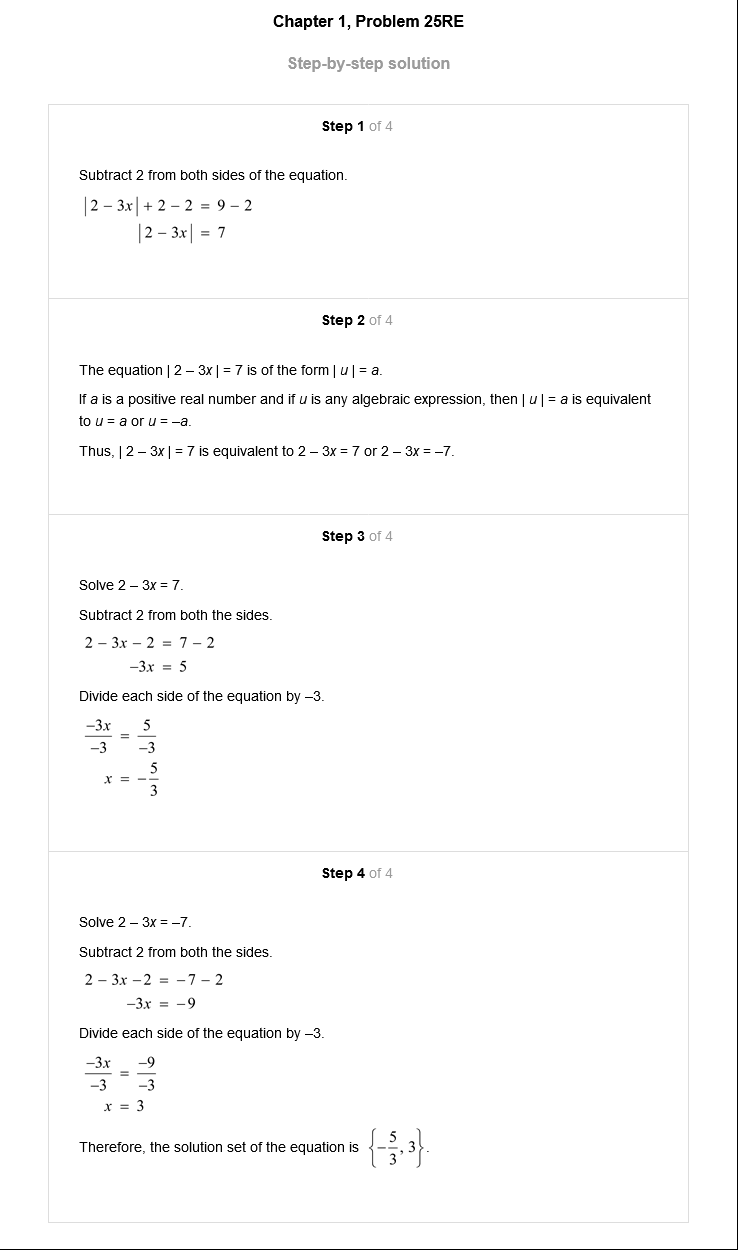 Chapter 1, Problem 25RE
Step-by-step solution
Step 1 of 4
Subtract 2 from both sides of the equation.
|2 − 3x| + 2 − 2 = 9 − 2
|2 − 3x| = 7
Step 2 of 4
The equation | 2 – 3x | = 7 is of the form | u | = a.
If a is a positive real number and if u is any algebraic expression, then | u | = a is equivalent
to u = a or u = –a.
Thus, | 2 – 3x | = 7 is equivalent to 2 – 3x = 7 or 2 – 3x = –7.
Step 3 of 4
Solve 2 – 3x = 7.
Subtract 2 from both the sides.
2 − 3x − 2 = 7 − 2
−3x = 5
Divide each side of the equation by –3.
−3x/−3 = 5/−3
x = −5/3
Step 4 of 4
Solve 2 – 3x = –7.
Subtract 2 from both the sides.
2 − 3x −2 = −7 − 2
−3x = −9
Divide each side of the equation by –3.
−3x/−3 = −9/−3
x = 3
Therefore, the solution set of the equation is {−5/3, 3}.